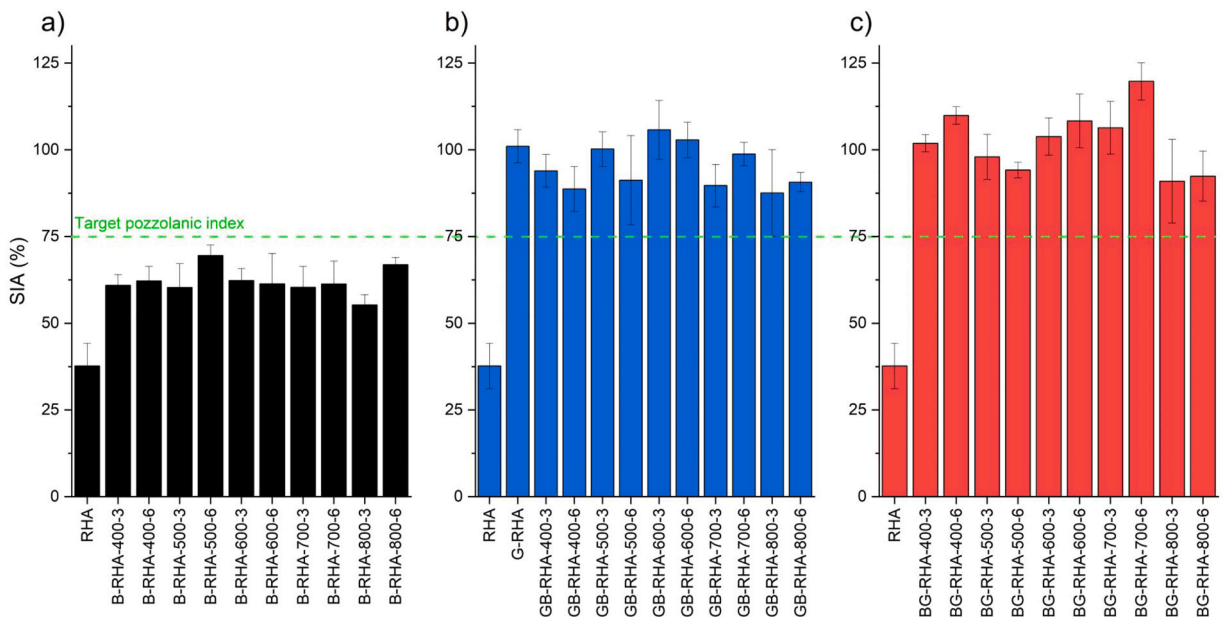 a)
b)
c)
SIA (%)
125
100
75
50
25
0
Target pozzolanic index
RHA
B-RHA-400-3
B-RHA-400-6
B-RHA-500-3
B-RHA-500-6
B-RHA-600-3
B-RHA-600-6
B-RHA-700-3
B-RHA-700-6
B-RHA-800-3
B-RHA-800-6
125
100
75
50
25
0
RHA
G-RHA
GB-RHA-400-3
GB-RHA-400-6
GB-RHA-500-3
GB-RHA-500-6
GB-RHA-600-3
GB-RHA-600-6
GB-RHA-700-3
GB-RHA-700-6
GB-RHA-800-3
GB-RHA-800-6
125
100
75
50
25
0
RHA
BG-RHA-400-3
BG-RHA-400-6
BG-RHA-500-3
BG-RHA-500-6
BG-RHA-600-3
BG-RHA-600-6
BG-RHA-700-3
BG-RHA-700-6
BG-RHA-800-3
BG-RHA-800-6